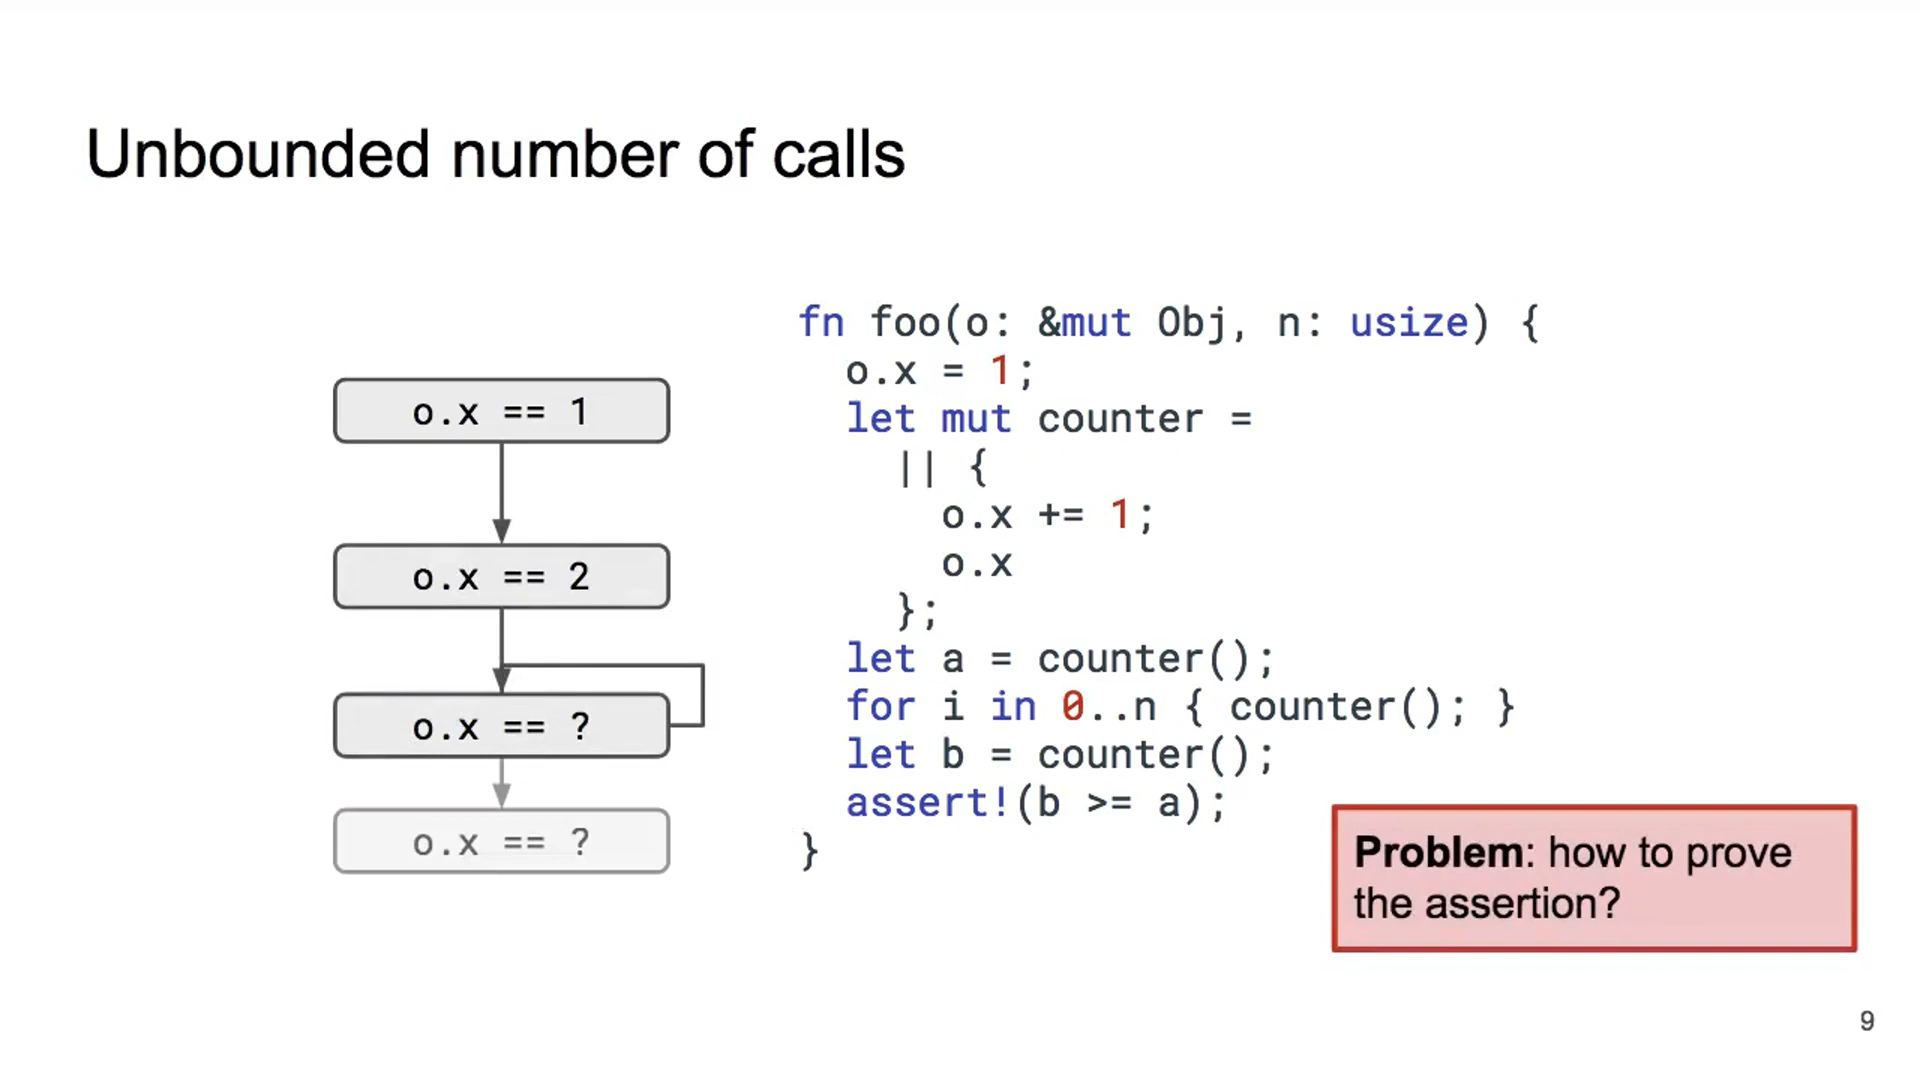 Unbounded number of calls
o.x == 1
o.x == 2
o.x == ?
o.x == ?
fn foo(o: &mut Obj, n: usize) {
  o.x = 1;
  let mut counter =
    || {
      o.x += 1;
      o.x
    };
  let a = counter();
  for i in 0..n { counter(); }
  let b = counter();
  assert!(b >= a);
}
Problem: how to prove
the assertion?
9